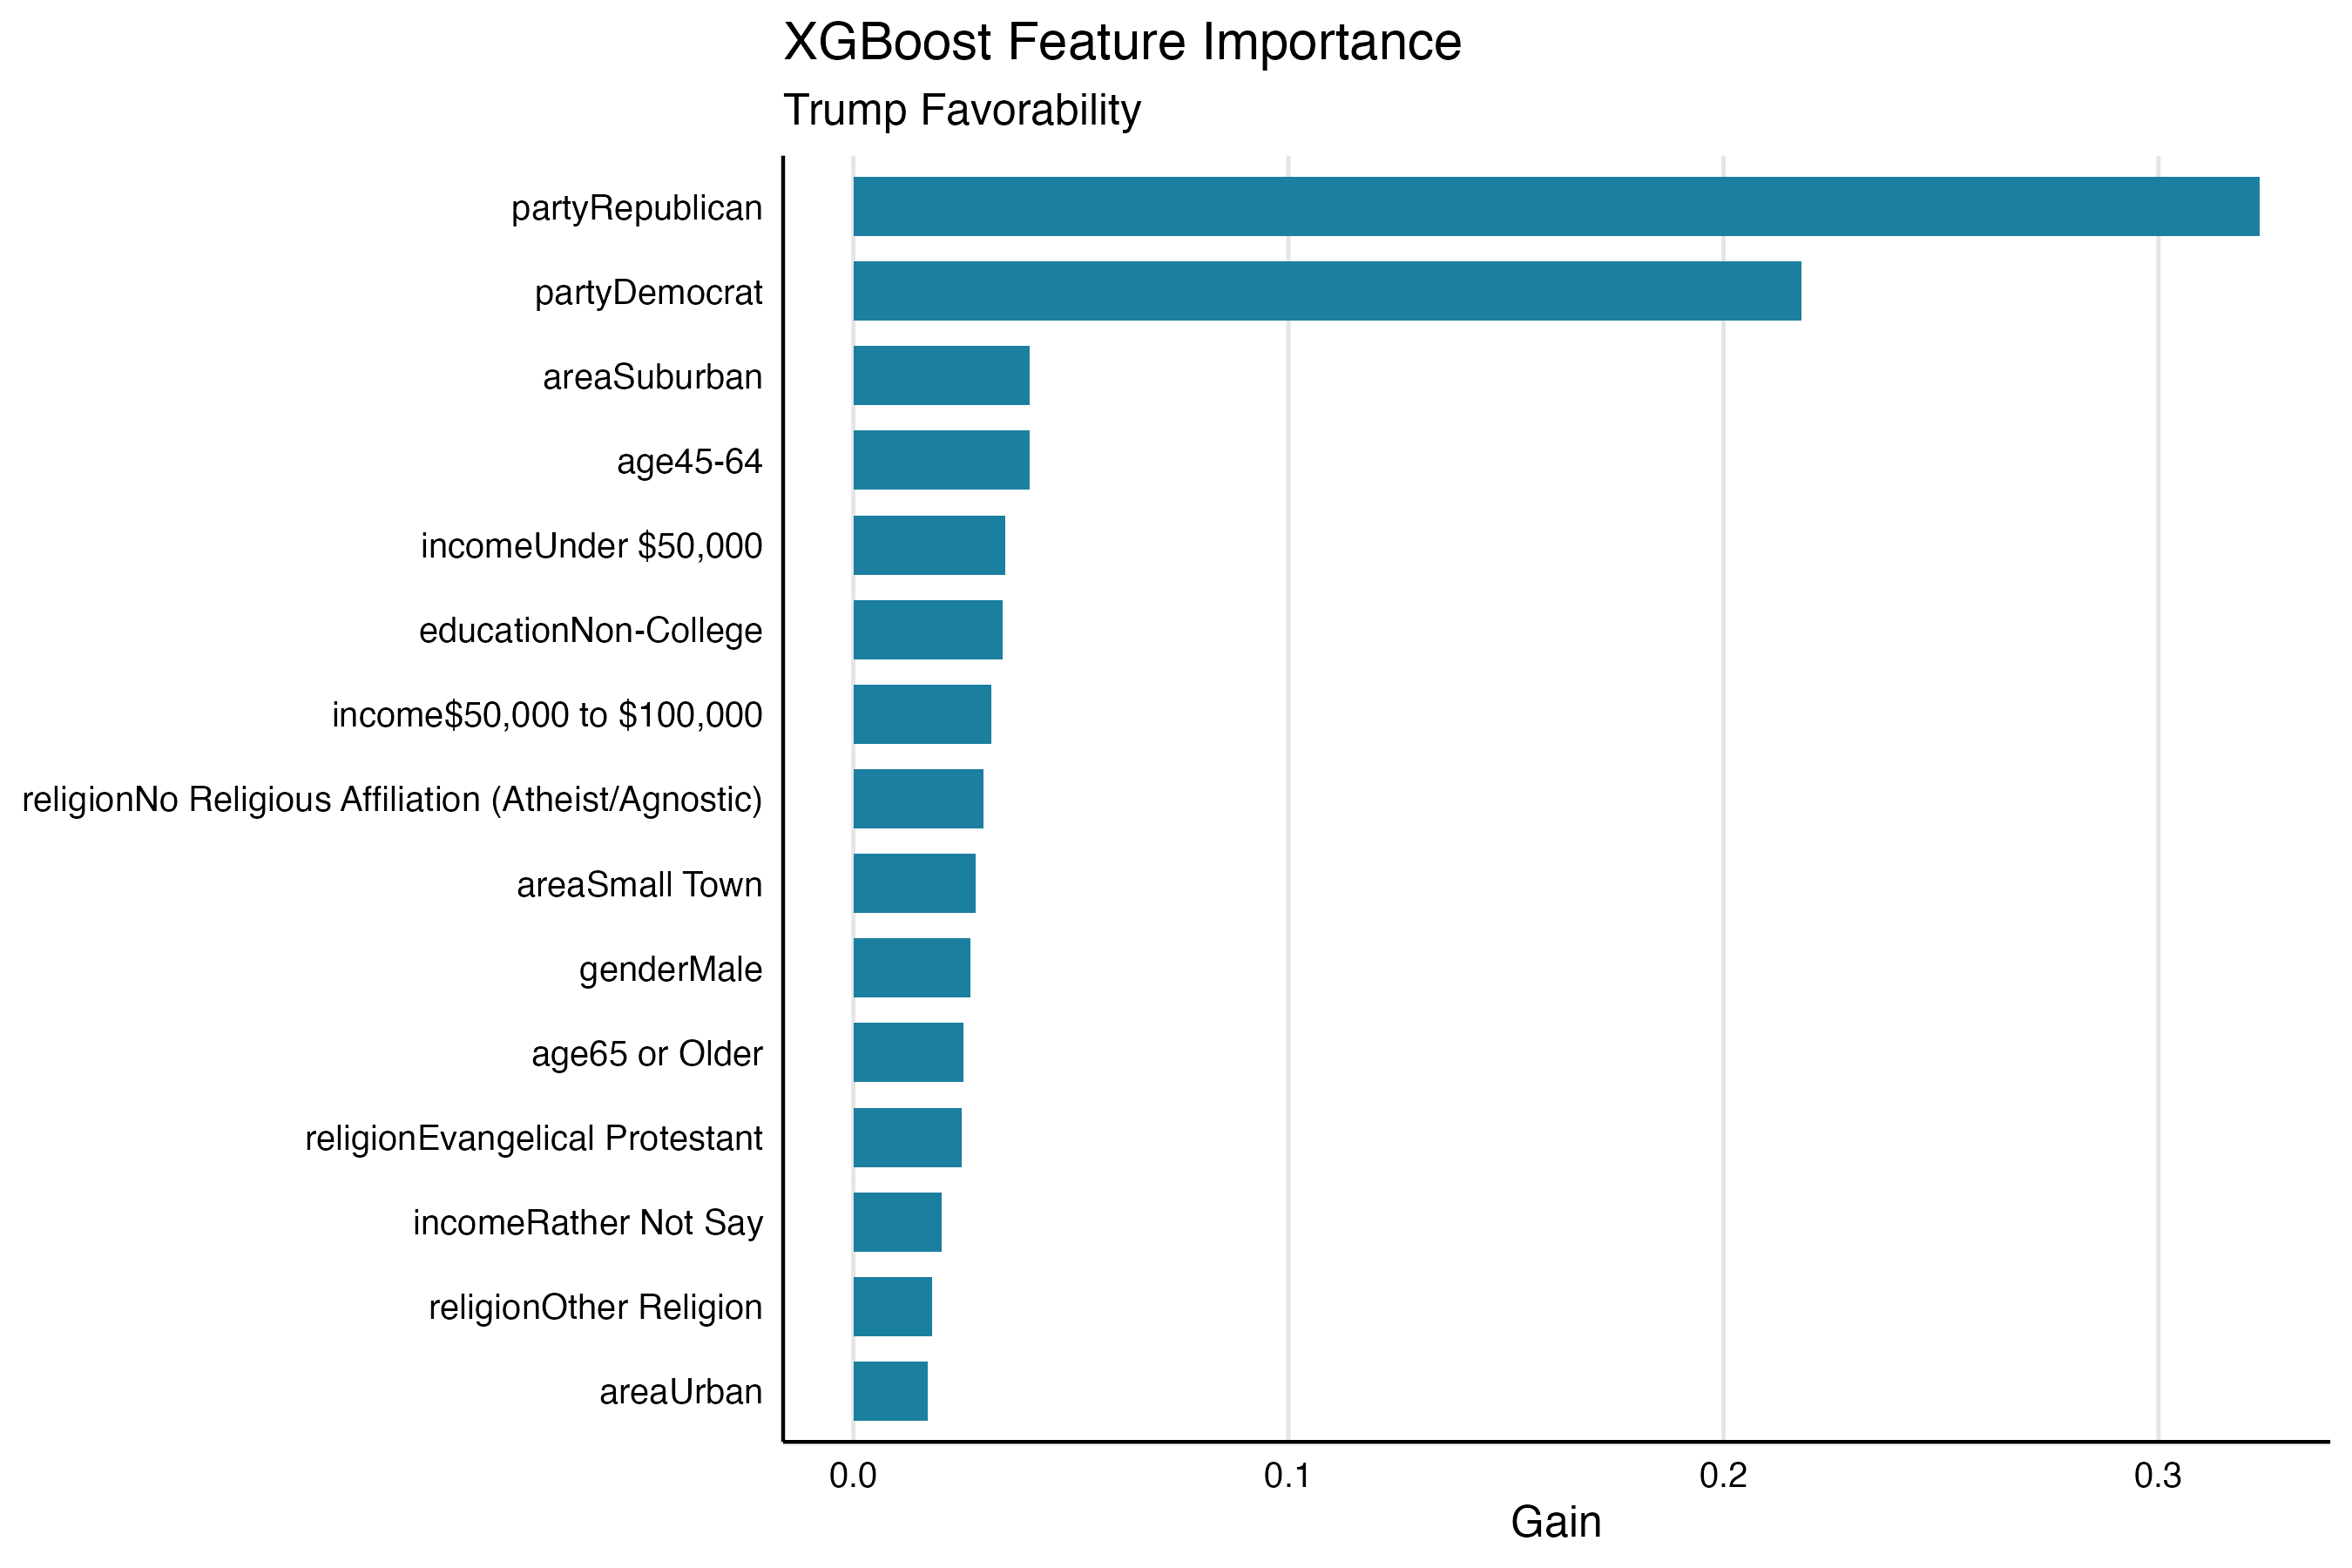 XGBoost Feature Importance
Trump Favorability
partyRepublican
partyDemocrat
areaSuburban
age45-64
incomeUnder $50,000
educationNon-College
income$50,000 to $100,000
religionNo Religious Affiliation (Atheist/Agnostic)
areaSmall Town
genderMale
age65 or Older
religionEvangelical Protestant
incomeRather Not Say
religionOther Religion
areaUrban
0.0 0.1 0.2 0.3
Gain